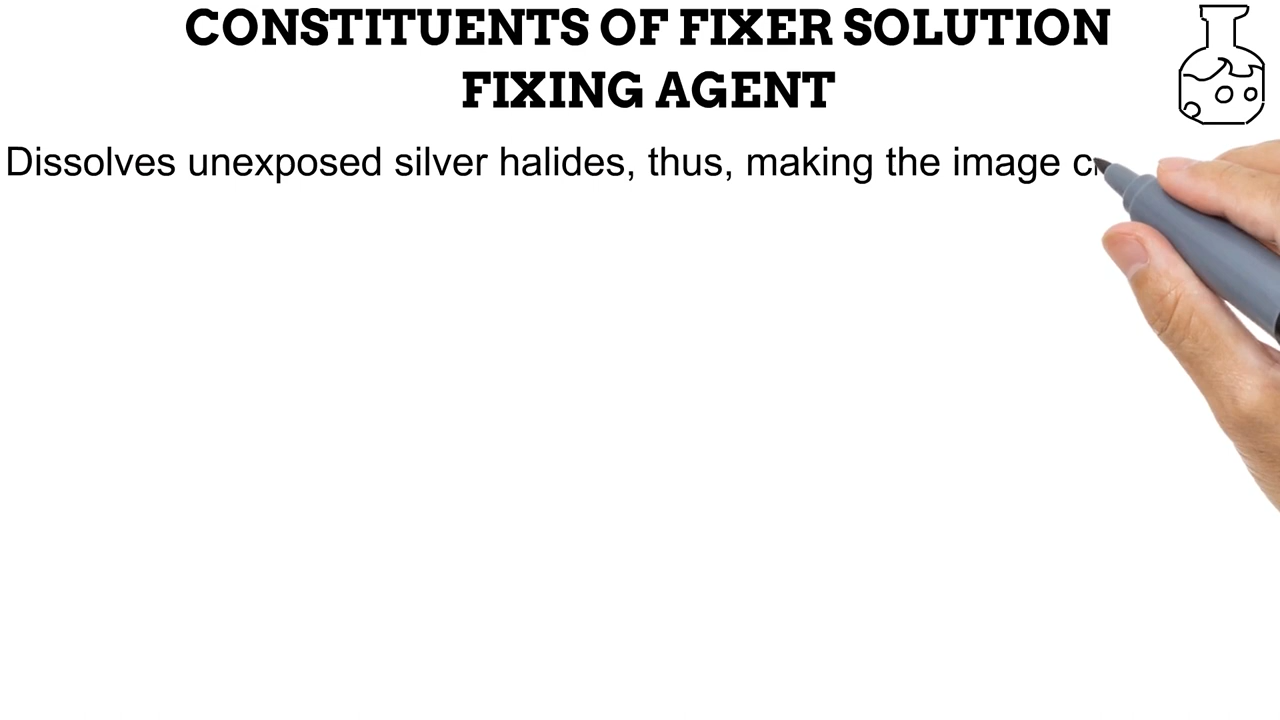 CONSTITUENTS OF FIXER SOLUTION
FIXING AGENT
Dissolves unexposed silver halides, thus, making the image